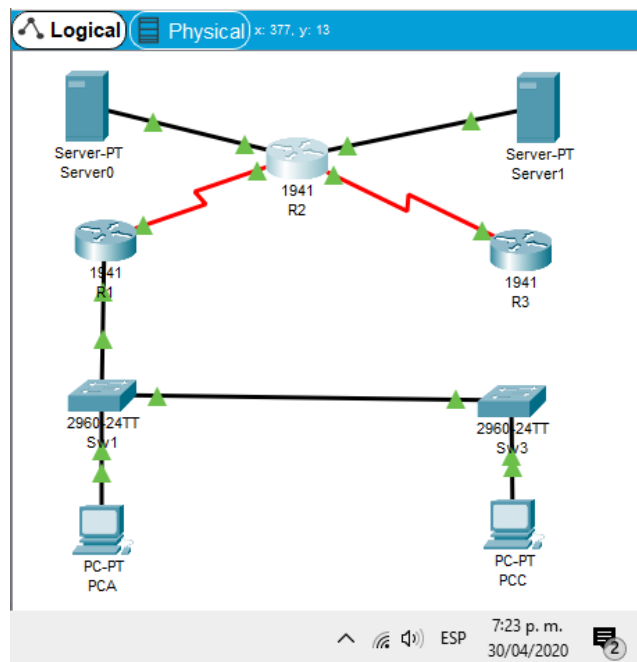 Logical Physical x: 377, y: 13
Server-PT
Server0
Server-PT
Server1
1941
R2
1941
R1
1941
R3
2960-24TT
Sw1
2960-24TT
Sw3
PC-PT
PCA
PC-PT
PCC
ESP
7:23 p. m.
30/04/2020
2